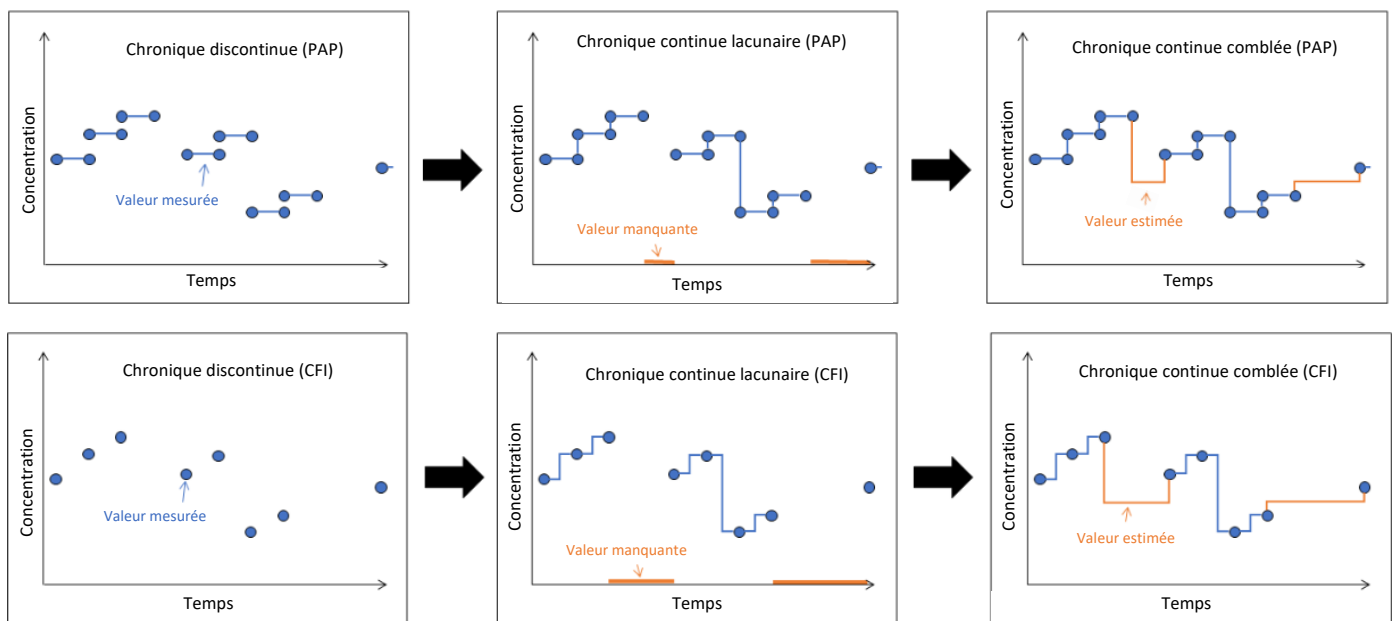 Chronique discontinue (PAP)
Concentration
Valeur mesurée
Temps
Chronique continue lacunaire (PAP)
Concentration
Valeur manquante
Temps
Chronique continue comblée (PAP)
Concentration
Valeur estimée
Temps
Chronique discontinue (CFI)
Concentration
Valeur mesurée
Temps
Chronique continue lacunaire (CFI)
Concentration
Valeur manquante
Temps
Chronique continue comblée (CFI)
Concentration
Valeur estimée
Temps